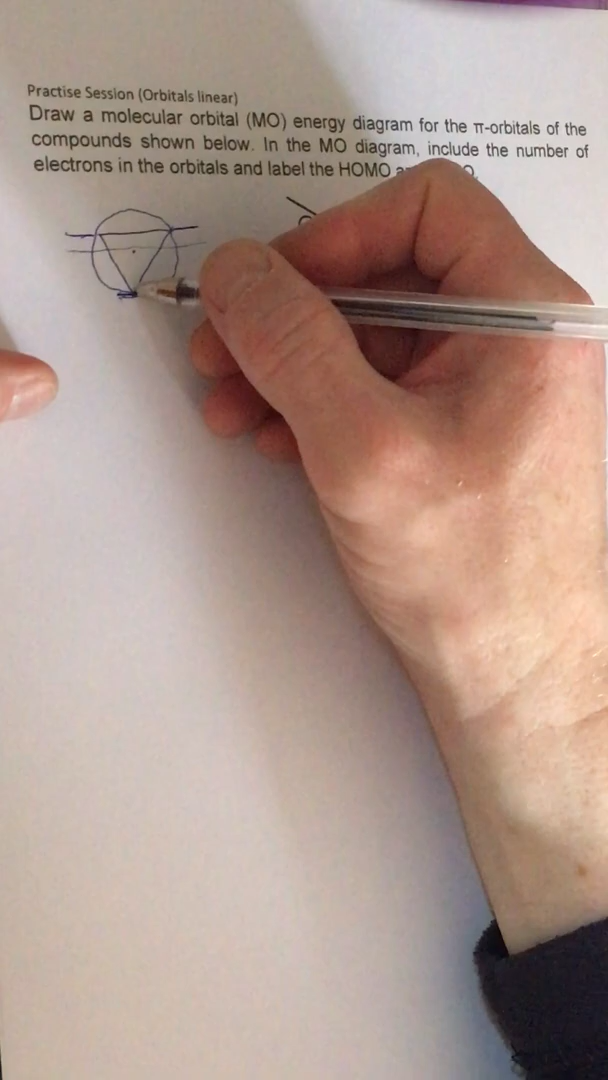 Practise Session (Orbitals linear)
Draw a molecular orbital (MO) energy diagram for the π-orbitals of the
compounds shown below. In the MO diagram, include the number of
electrons in the orbitals and label the HOMO